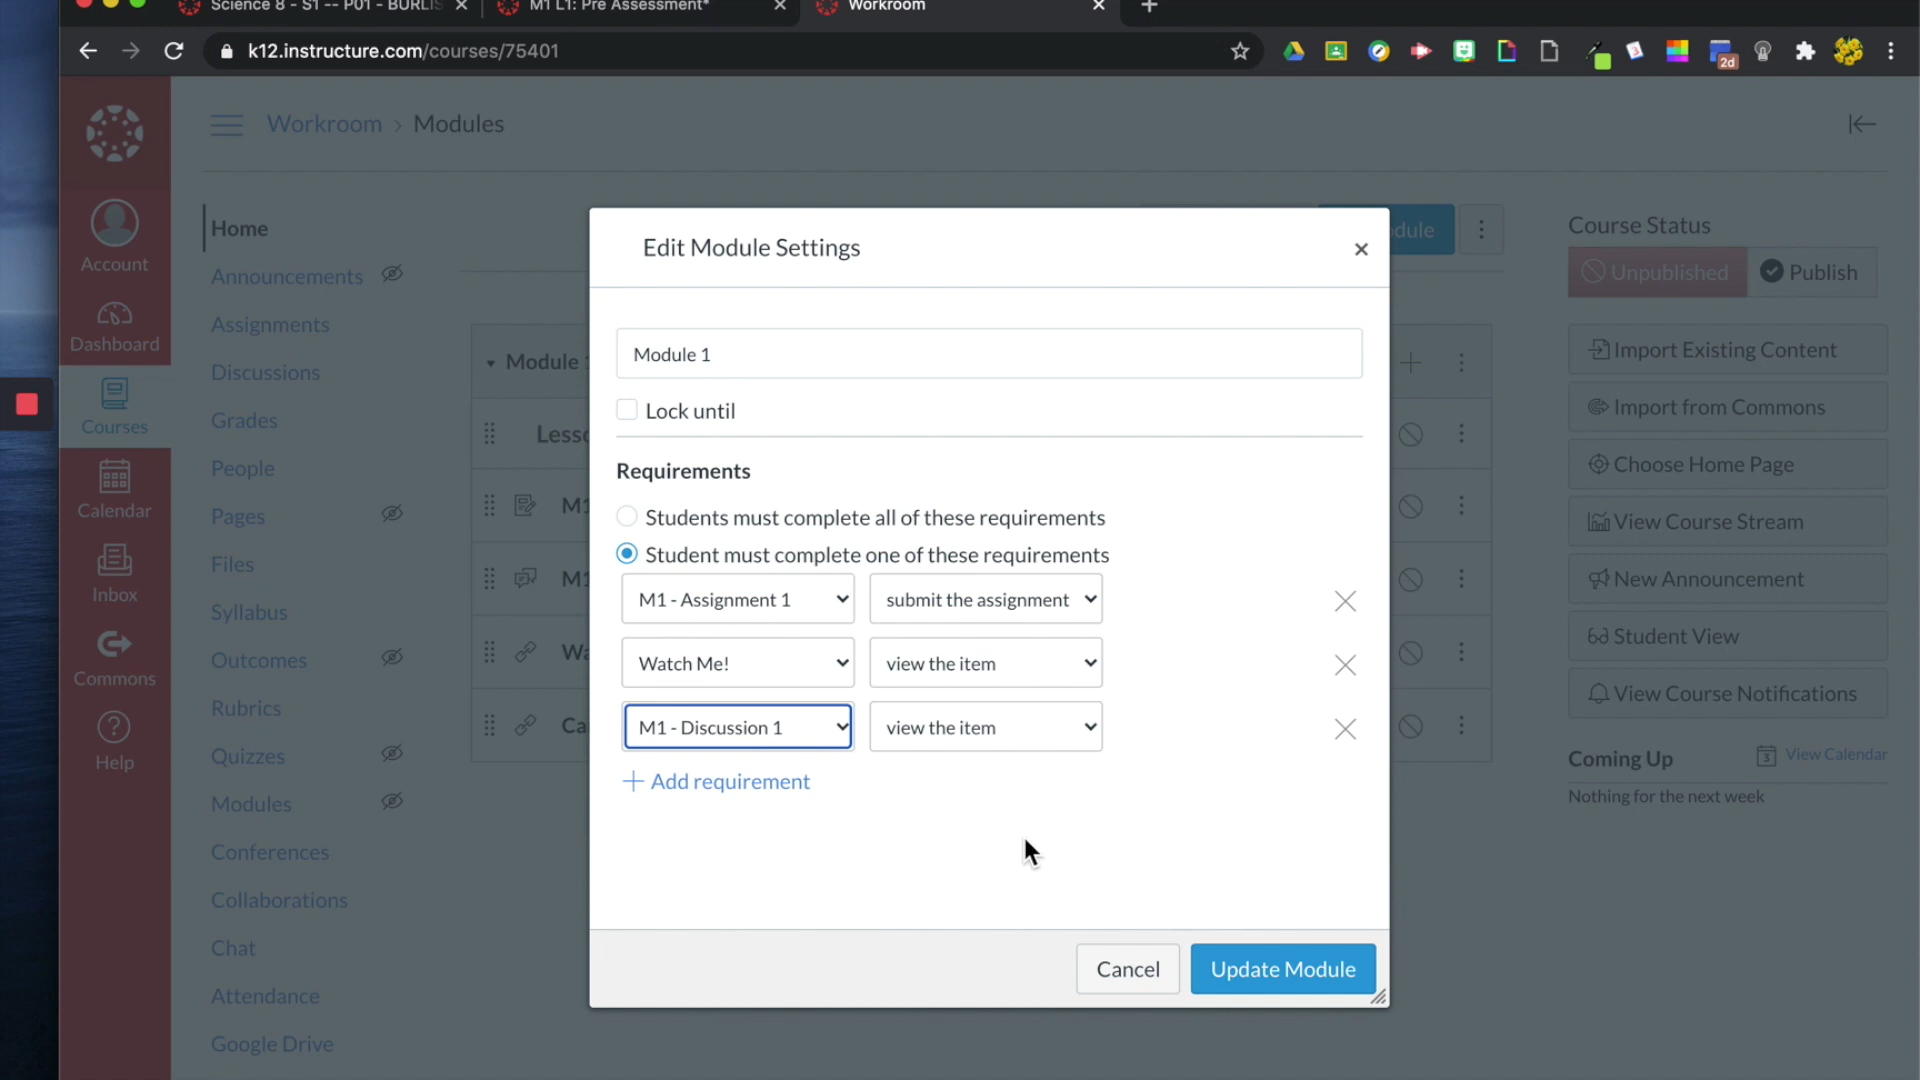 Science 8 - S1 -- P01 - BURLIS
M1 L1: Pre Assessment*
Workroom
k12.instructure.com/courses/75401
2d
Workroom › Modules
Account
Dashboard
Courses
Calendar
Inbox
Commons
Help
Home
Announcements
Assignments
Discussions
Grades
People
Pages
Files
Syllabus
Outcomes
Rubrics
Quizzes
Modules
Conferences
Collaborations
Chat
Attendance
Google Drive
dule
Module 1
Lesso
M1
M1
Wa
Ca
Edit Module Settings
Module 1
Lock until
Requirements
Students must complete all of these requirements
Student must complete one of these requirements
M1 - Assignment 1 submit the assignment
Watch Me! view the item
M1 - Discussion 1 view the item
Add requirement
Cancel Update Module
Course Status
Unpublished Publish
Import Existing Content
Import from Commons
Choose Home Page
View Course Stream
New Announcement
Student View
View Course Notifications
Coming Up 3 View Calendar
Nothing for the next week